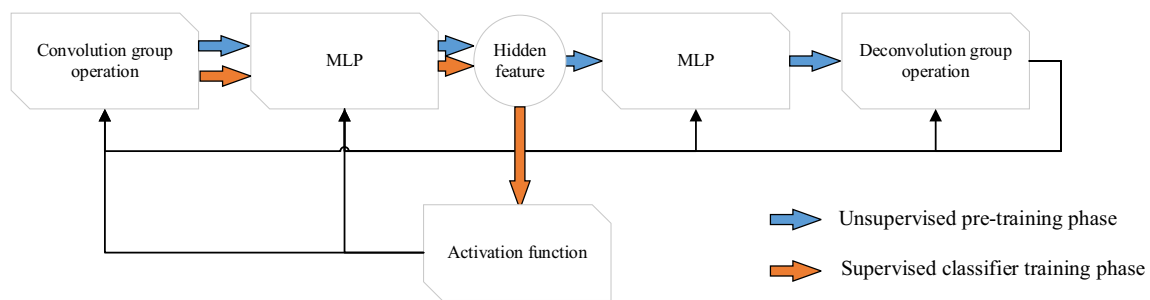 Convolution group
operation
MLP
Hidden
feature
MLP
Deconvolution group
operation
Activation function
Unsupervised pre-training phase
Supervised classifier training phase